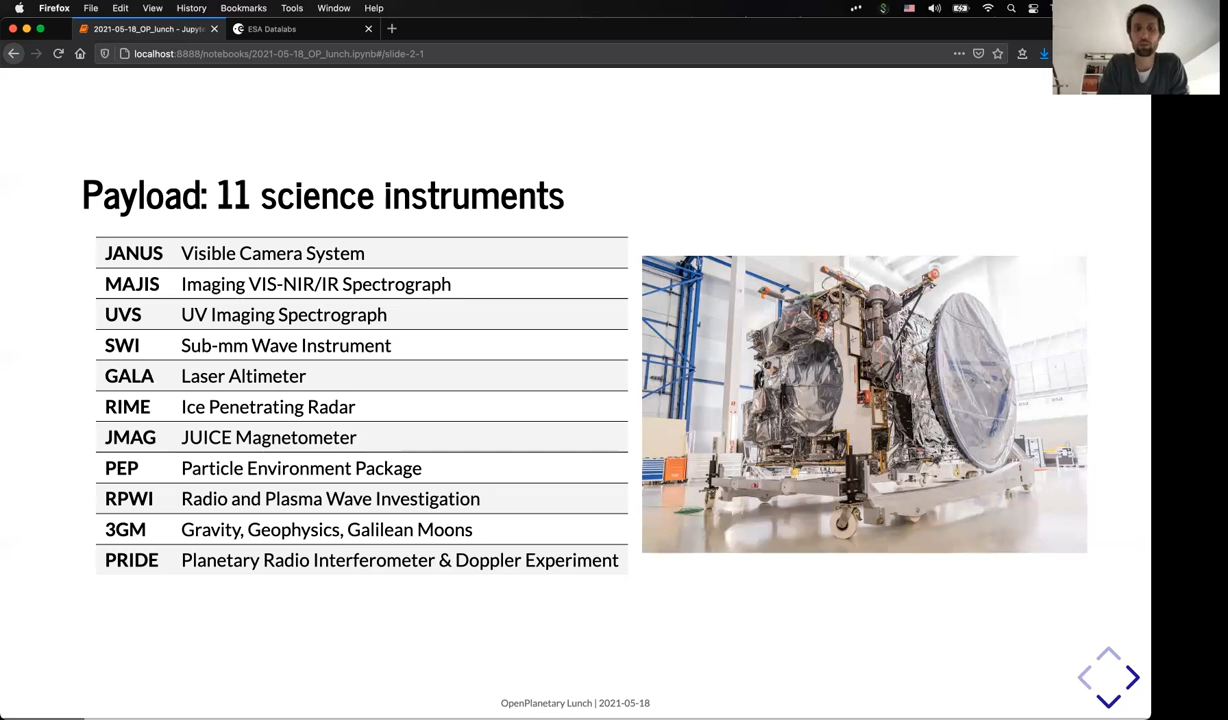 Firefox File Edit View History Bookmarks Tools Window Help
2021-05-18_OP_lunch - Jupyt
ESA Datalabs
localhost:8888/notebooks/2021-05-18_OP_lunch.ipynb#/slide-2-1
Payload: 11 science instruments
JANUS Visible Camera System
MAJIS Imaging VIS-NIR/IR Spectrograph
UVS UV Imaging Spectrograph
SWI Sub-mm Wave Instrument
GALA Laser Altimeter
RIME Ice Penetrating Radar
JMAG JUICE Magnetometer
PEP Particle Environment Package
RPWI Radio and Plasma Wave Investigation
3GM Gravity, Geophysics, Galilean Moons
PRIDE Planetary Radio Interferometer & Doppler Experiment
OpenPlanetary Lunch | 2021-05-18